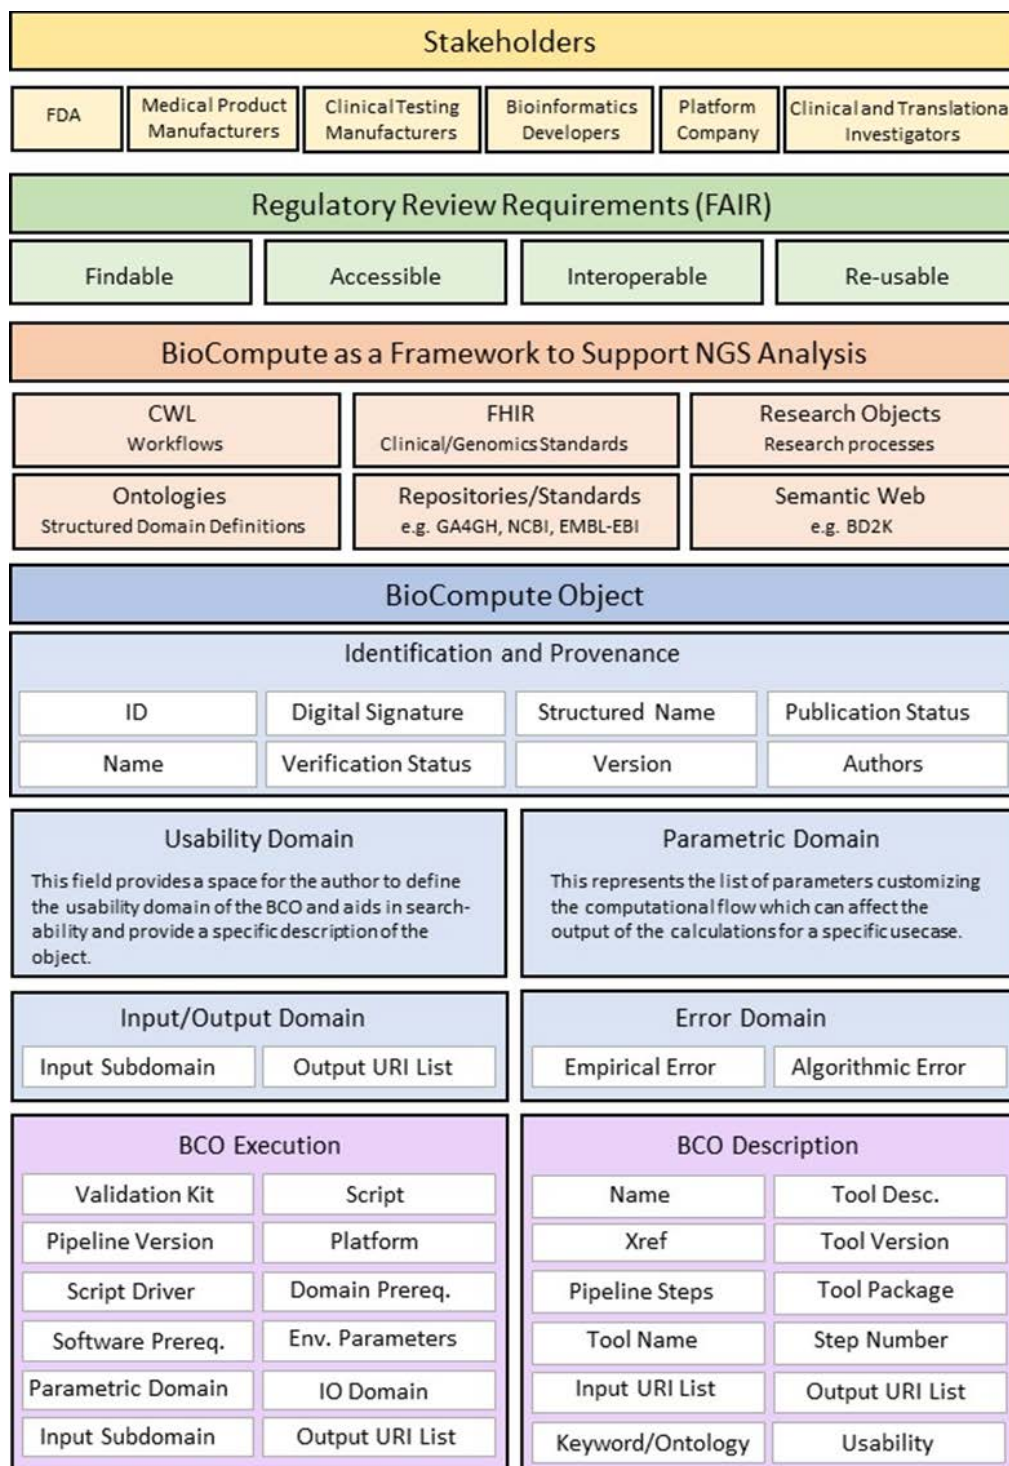 Stakeholders
FDA
Medical Product
Manufacturers
Clinical Testing
Manufacturers
Bioinformatics
Developers
Platform
Company
Clinical and Translational
Investigators
Regulatory Review Requirements (FAIR)
Findable
Accessible
Interoperable
Re-usable
BioCompute as a Framework to Support NGS Analysis
CWL
Workflows
FHIR
Clinical/Genomics Standards
Research Objects
Research processes
Ontologies
Structured Domain Definitions
Repositories/Standards
e.g. GA4GH, NCBI, EMBL-EBI
Semantic Web
e.g. BD2K
BioCompute Object
Identification and Provenance
ID
Digital Signature
Structured Name
Publication Status
Name
Verification Status
Version
Authors
Usability Domain
This field provides a space for the author to define
the usability domain of the BCO and aids in search-
ability and provide a specific description of the
object.
Parametric Domain
This represents the list of parameters customizing
the computational flow which can affect the
output of the calculations for a specific usecase.
Input/Output Domain
Input Subdomain
Output URI List
Error Domain
Empirical Error
Algorithmic Error
BCO Execution
Validation Kit
Script
Pipeline Version
Platform
Script Driver
Domain Prereq.
Software Prereq.
Env. Parameters
Parametric Domain
IO Domain
Input Subdomain
Output URI List
BCO Description
Name
Tool Desc.
Xref
Tool Version
Pipeline Steps
Tool Package
Tool Name
Step Number
Input URI List
Output URI List
Keyword/Ontology
Usability